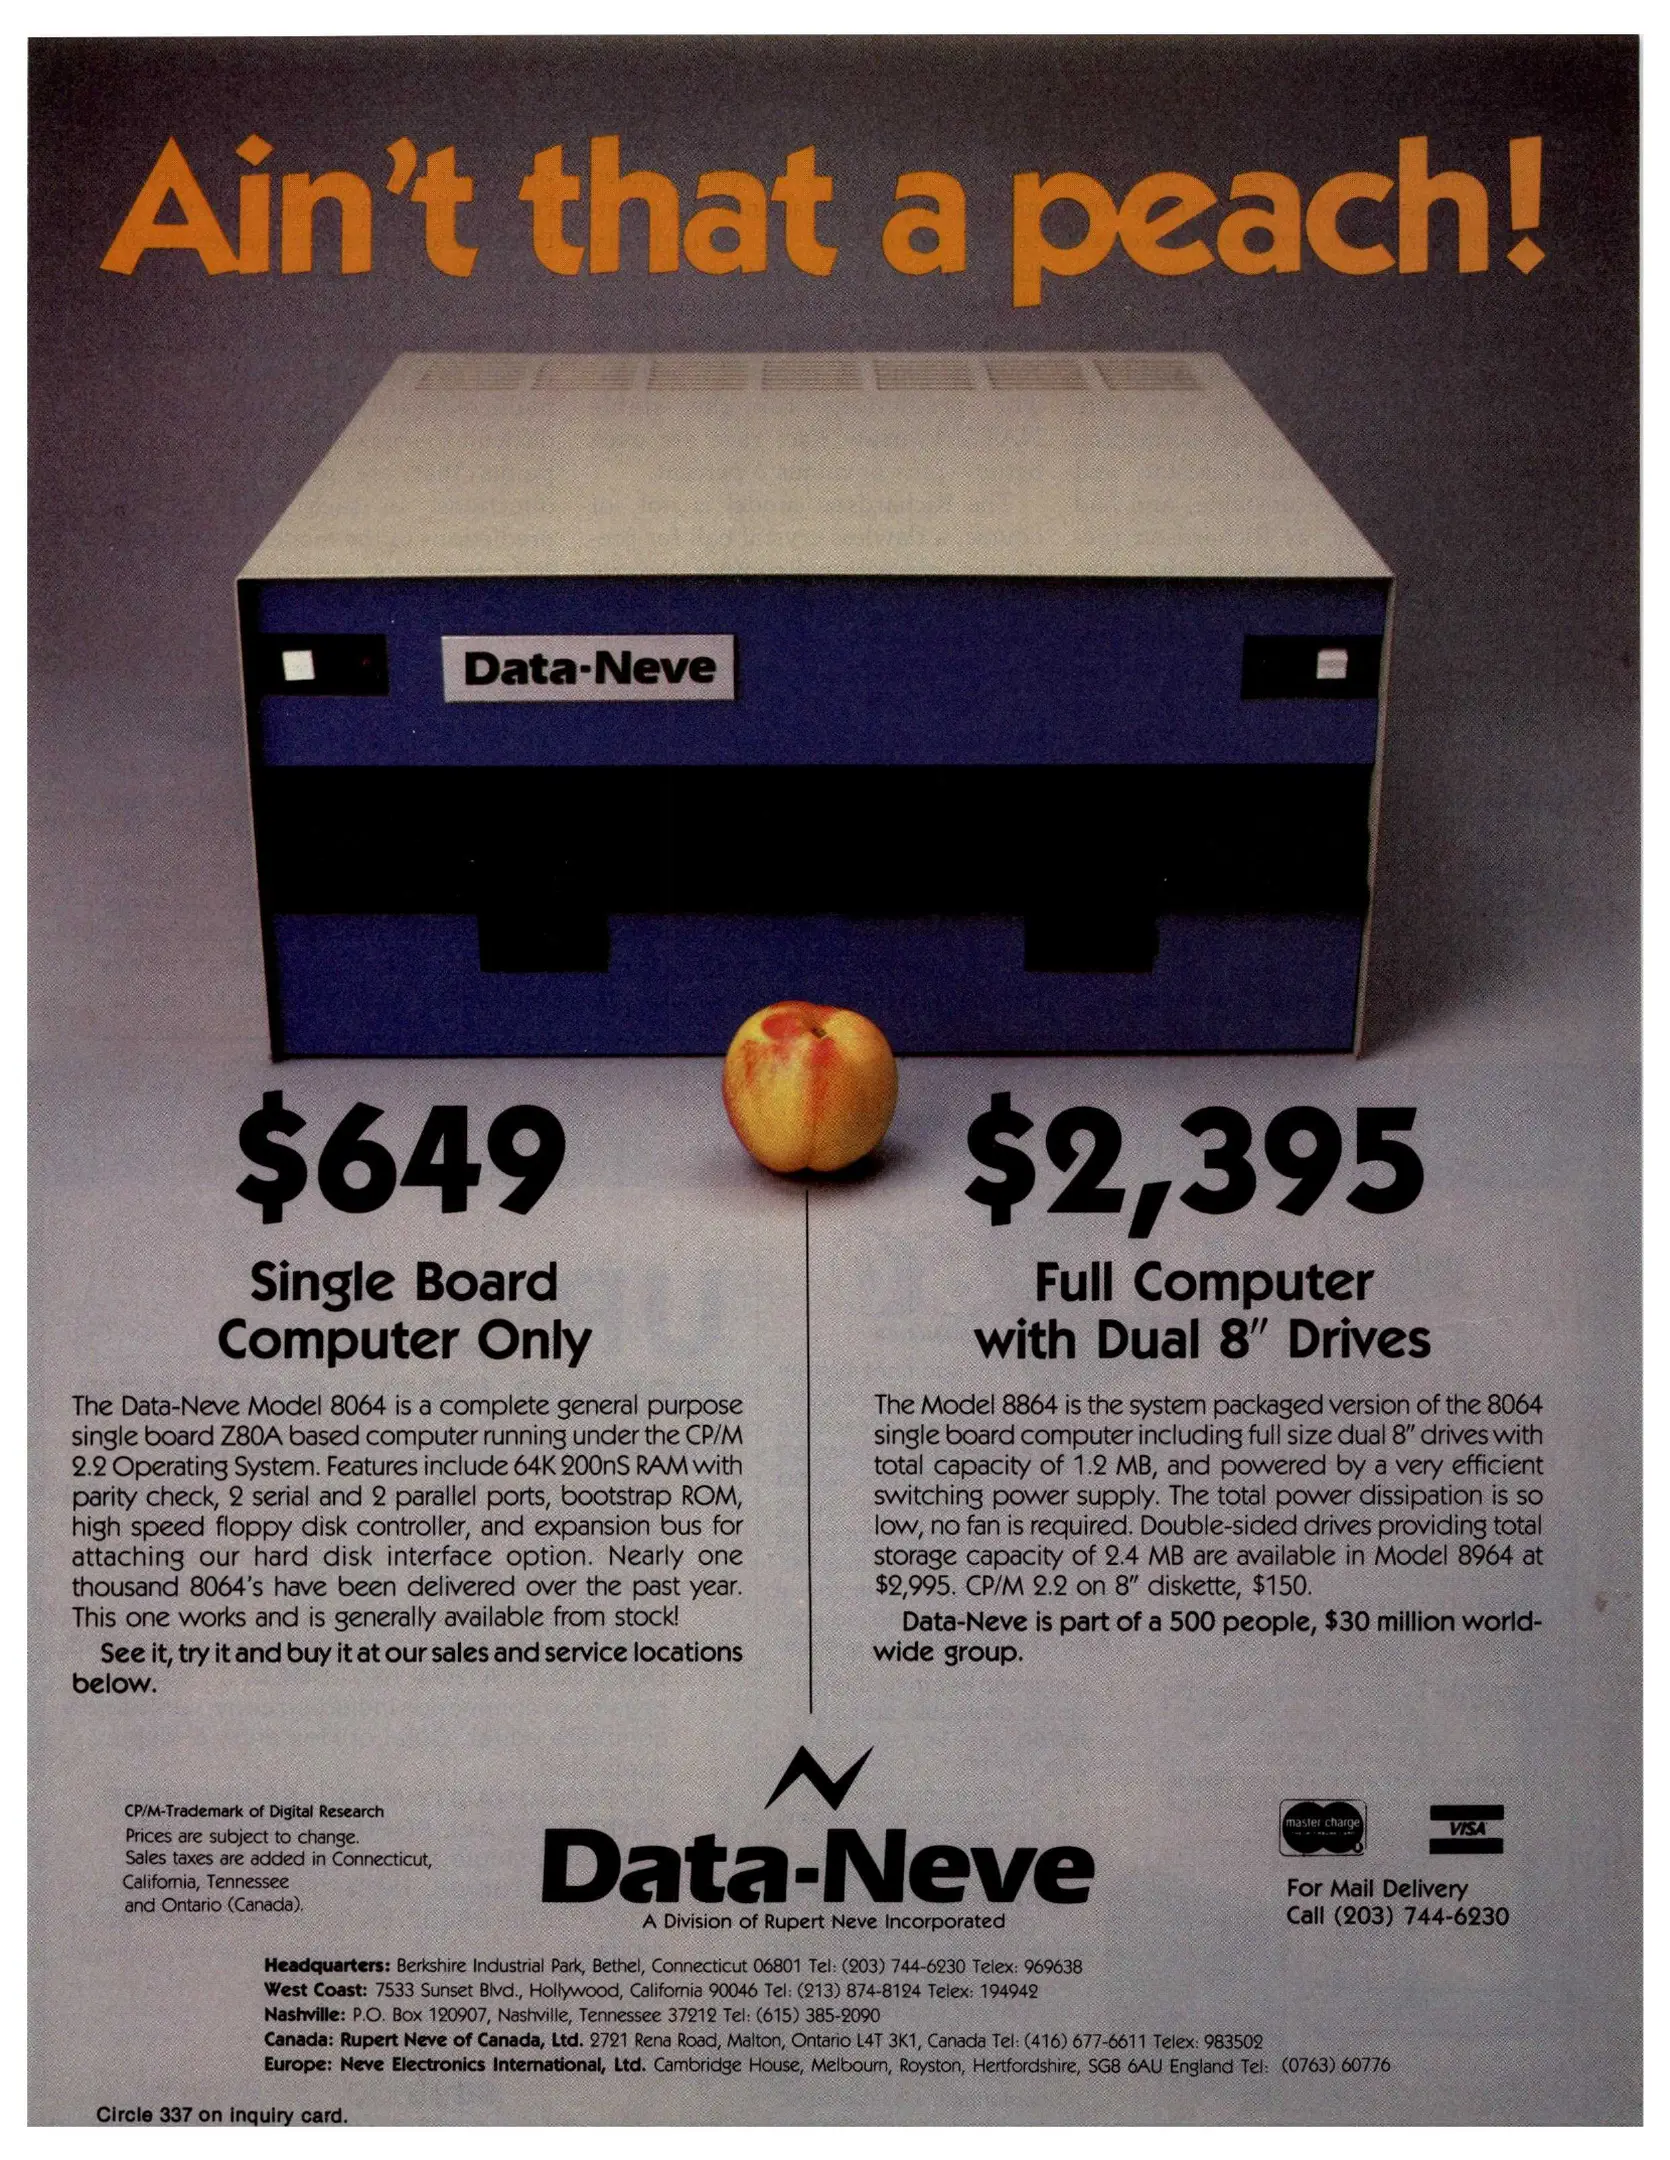 Ain't that a peach!
Data-Neve
$649
Single Board
Computer Only
The Data-Neve Model 8064 is a complete general purpose
single board Z80A based computer running under the CP/M
2.2 Operating System. Features include 64K 200nS RAM with
parity check, 2 serial and 2 parallel ports, bootstrap ROM,
high speed floppy disk controller, and expansion bus for
attaching our hard disk interface option. Nearly one
thousand 8064's have been delivered over the past year.
This one works and is generally available from stock!
See it, try it and buy it at our sales and service locations
below.
$2,395
Full Computer
with Dual 8″ Drives
The Model 8864 is the system packaged version of the 8064
single board computer including full size dual 8″ drives with
total capacity of 1.2 MB, and powered by a very efficient
switching power supply. The total power dissipation is so
low, no fan is required. Double-sided drives providing total
storage capacity of 2.4 MB are available in Model 8964 at
$2,995. CP/M 2.2 on 8″ diskette, $150.
Data-Neve is part of a 500 people, $30 million world-
wide group.
CP/M-Trademark of Digital Research
Prices are subject to change.
Sales taxes are added in Connecticut,
California, Tennessee
and Ontario (Canada).
Data-Neve
A Division of Rupert Neve Incorporated
master charge
VISA
For Mail Delivery
Call (203) 744-6230
Headquarters: Berkshire Industrial Park, Bethel, Connecticut 06801 Tel: (203) 744-6230 Telex: 969638
West Coast: 7533 Sunset Blvd., Hollywood, California 90046 Tel: (213) 874-8124 Telex: 194942
Nashville: P.O. Box 120907, Nashville, Tennessee 37212 Tel: (615) 385-2090
Canada: Rupert Neve of Canada, Ltd. 2721 Rena Road, Malton, Ontario L4T 3K1, Canada Tel: (416) 677-6611 Telex: 983502
Europe: Neve Electronics International, Ltd. Cambridge House, Melbourn, Royston, Hertfordshire, SG8 6AU England Tel: (0763) 60776
Circle 337 on inquiry card.